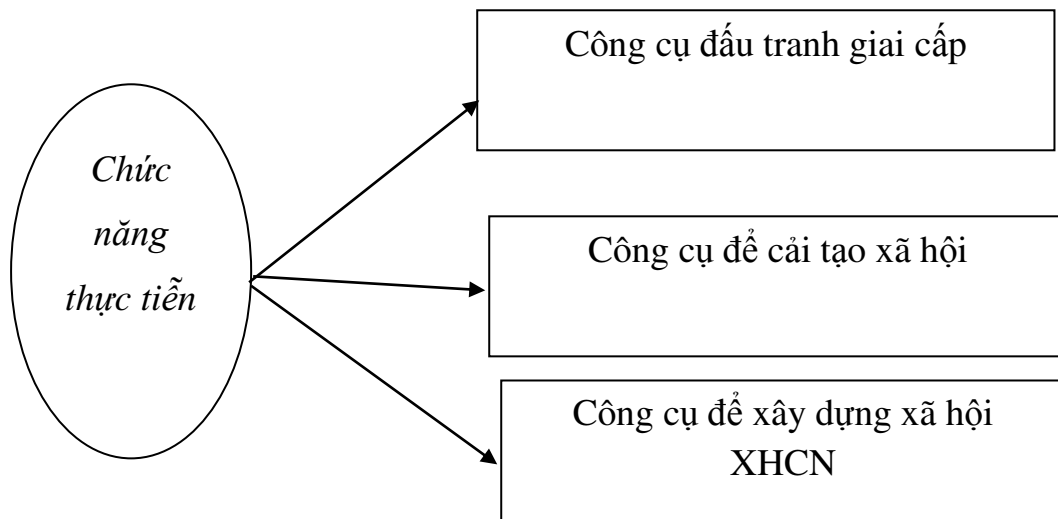 Công cụ đấu tranh giai cấp
Chức
năng
thực tiễn
Công cụ để cải tạo xã hội
Công cụ để xây dựng xã hội
XHCN